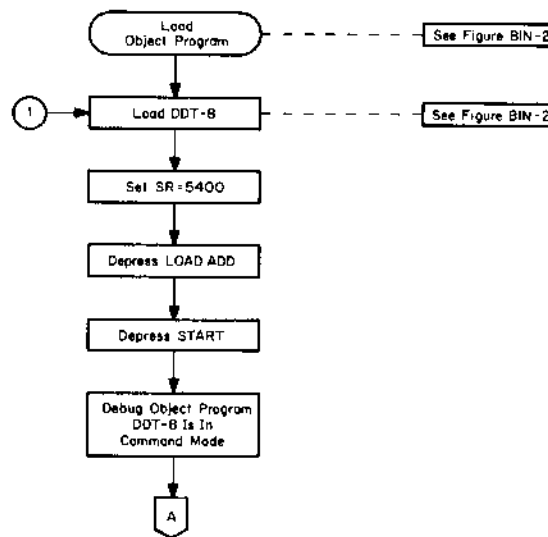 Load
Object Program
See Figure BIN-2
1
Load DDT-8
See Figure BIN-2
Set SR=5400
Depress LOAD ADD
Depress START
Debug Object Program
DDT-8 Is In
Command Mode
A